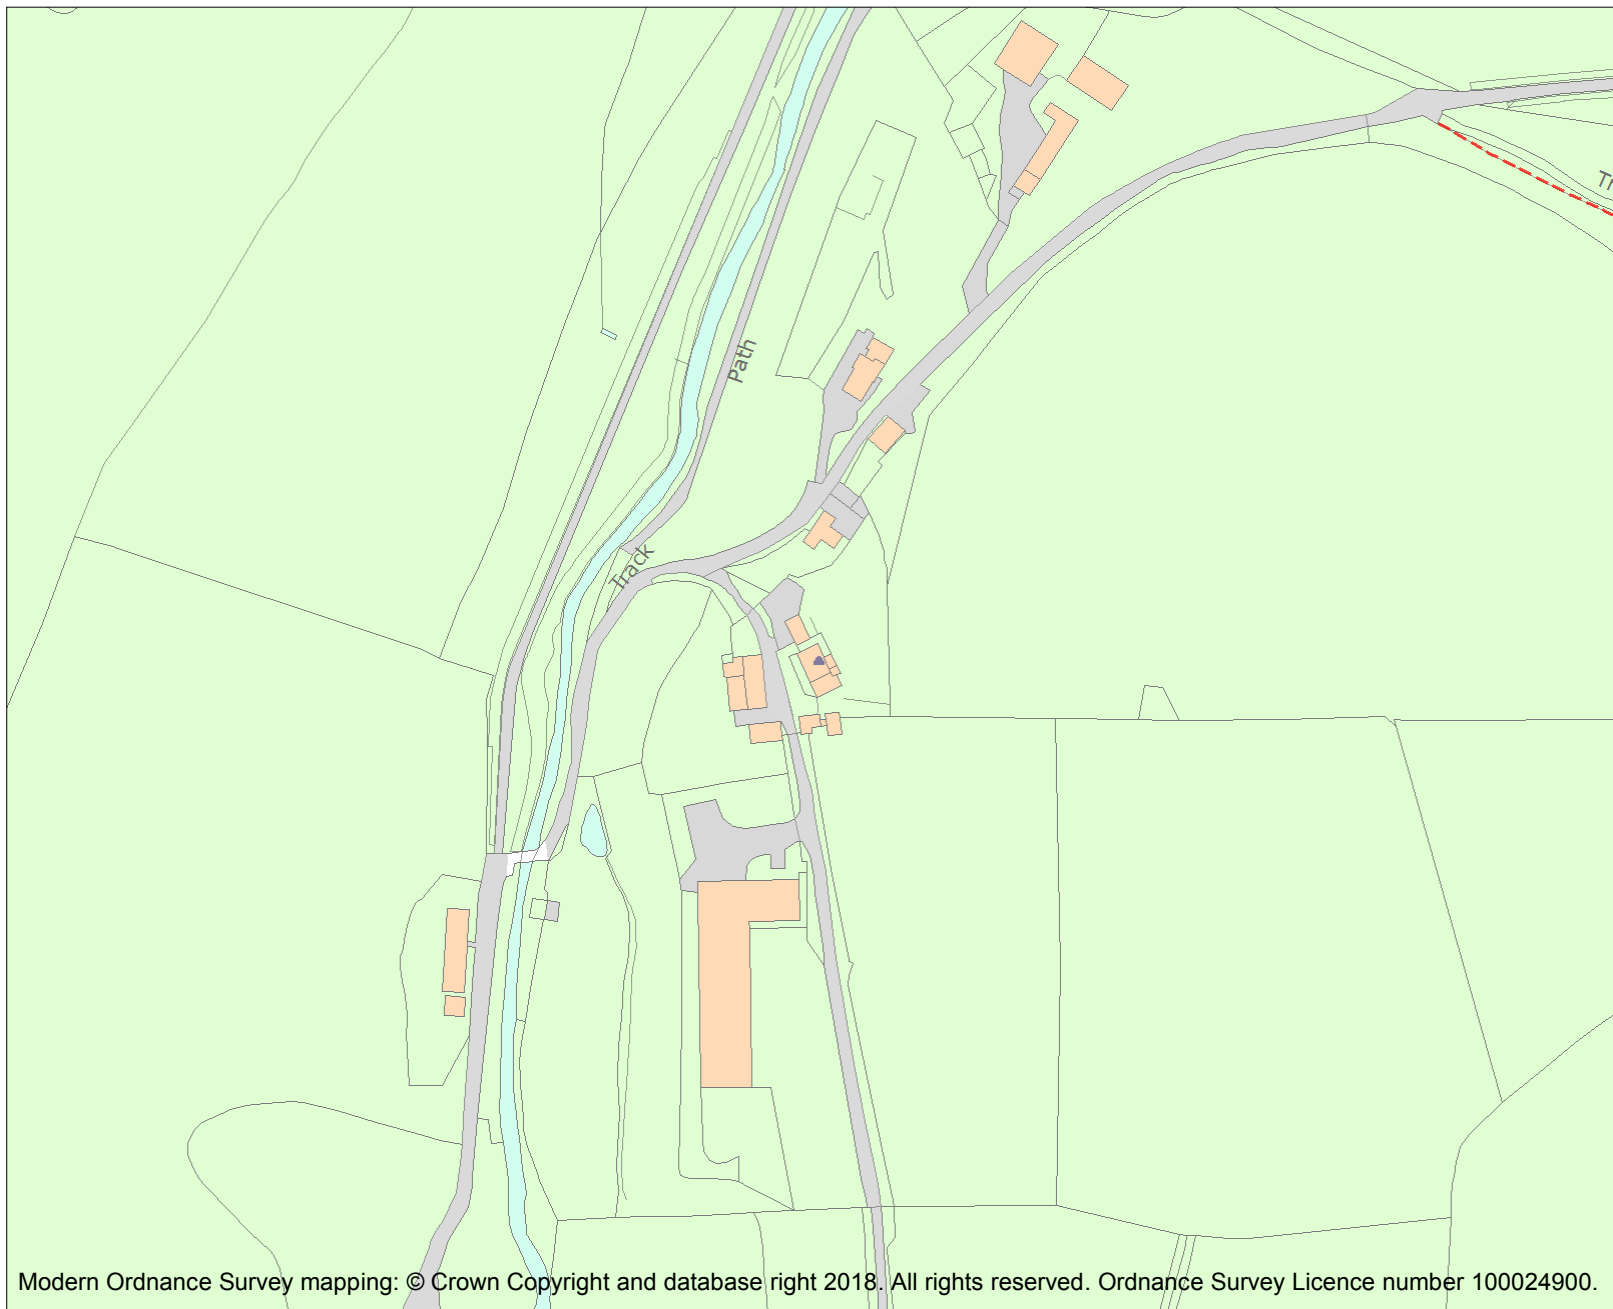 Path
Track
Modern Ordnance Survey mapping: © Crown Copyright and database right 2018. All rights reserved. Ordnance Survey Licence number 100024900.